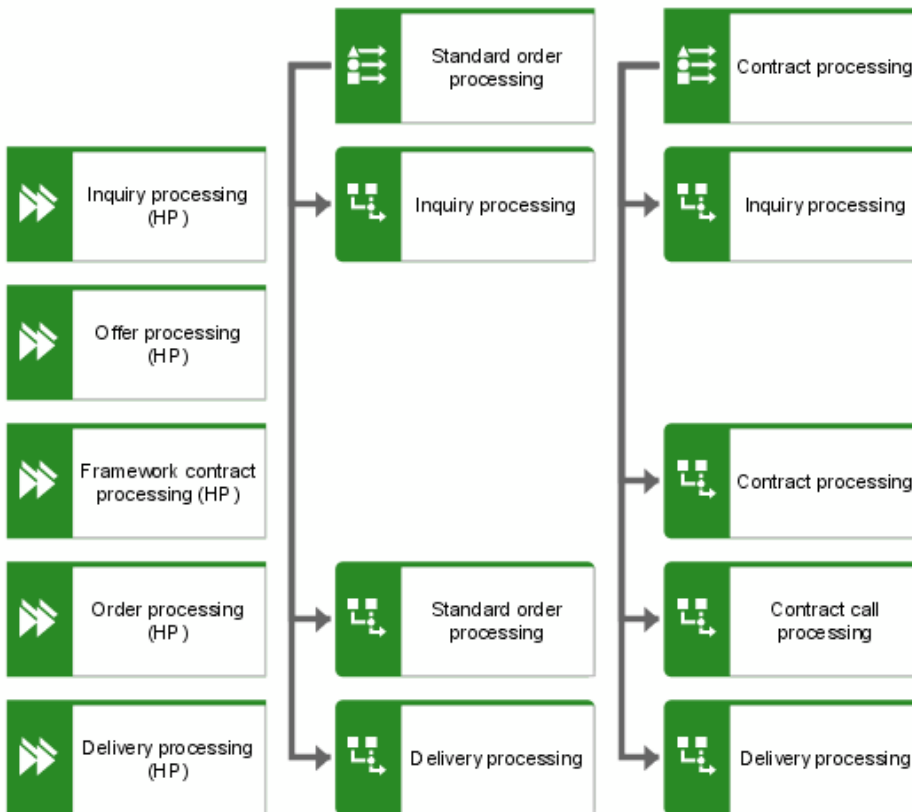 Standard order
processing
Contract processing
Inquiry processing
(HP)
Inquiry processing
Inquiry processing
Offer processing
(HP)
Framework contract
processing (HP)
Contract processing
Order processing
(HP)
Standard order
processing
Contract call
processing
Delivery processing
(HP)
Delivery processing
Delivery processing